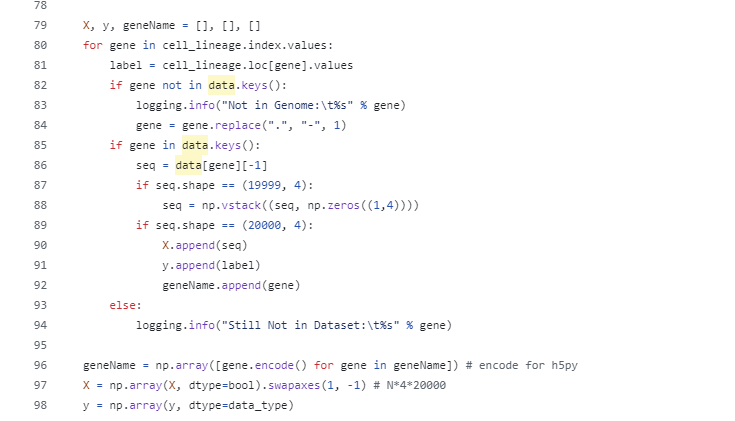 78
79 X, y, geneName = [], [], []
80 for gene in cell_lineage.index.values:
81 label = cell_lineage.loc[gene].values
82 if gene not in data.keys():
83 logging.info("Not in Genome:\t%s" % gene)
84 gene = gene.replace(".", "-", 1)
85 if gene in data.keys():
86 seq = data[gene][-1]
87 if seq.shape == (19999, 4):
88 seq = np.vstack((seq, np.zeros((1,4))))
89 if seq.shape == (20000, 4):
90 X.append(seq)
91 y.append(label)
92 geneName.append(gene)
93 else:
94 logging.info("Still Not in Dataset:\t%s" % gene)
95
96 geneName = np.array([gene.encode() for gene in geneName]) # encode for h5py
97 X = np.array(X, dtype=bool).swapaxes(1, -1) # N*4*20000
98 y = np.array(y, dtype=data_type)